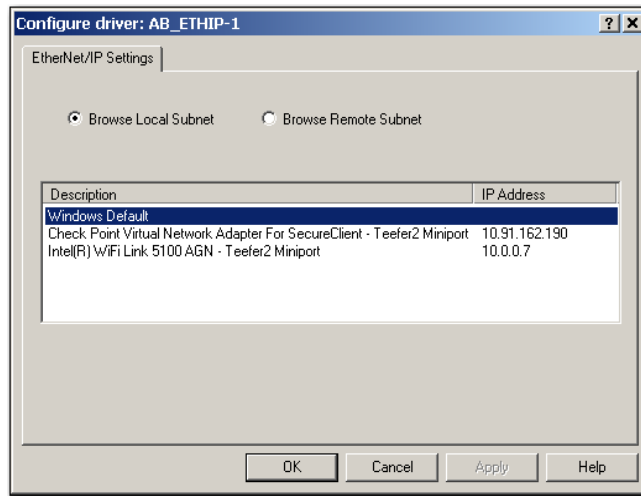 Configure driver: AB_ETHIP-1
EtherNet/IP Settings
Browse Local Subnet Browse Remote Subnet
Description IP Address
Windows Default
Check Point Virtual Network Adapter For SecureClient - Teefer2 Miniport 10.91.162.190
Intel(R) WiFi Link 5100 AGN - Teefer2 Miniport 10.0.0.7
OK Cancel Apply Help